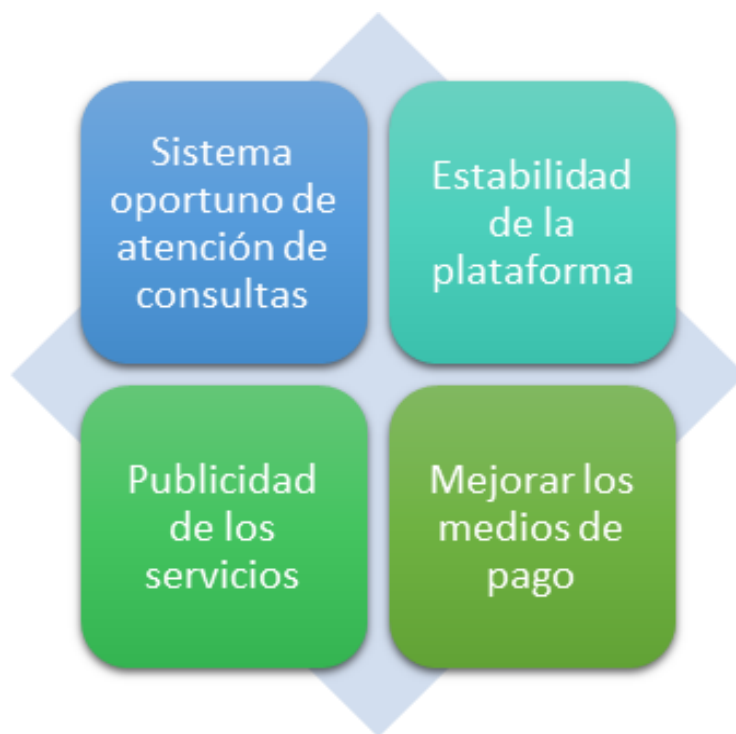 Sistema
oportuno de
atención de
consultas
Estabilidad
de la
plataforma
Publicidad
de los
servicios
Mejorar los
medios de
pago